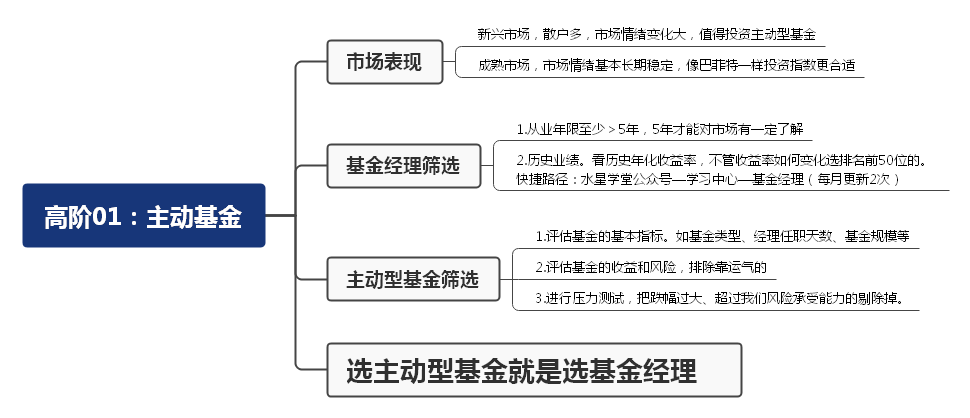 高阶01：主动基金
市场表现
新兴市场，散户多，市场情绪变化大，值得投资主动型基金
成熟市场，市场情绪基本长期稳定，像巴菲特一样投资指数更合适
基金经理筛选
1.从业年限至少＞5年，5年才能对市场有一定了解
2.历史业绩。看历史年化收益率，不管收益率如何变化选排名前50位的。
快捷路径：水星学堂公众号—学习中心—基金经理（每月更新2次）
主动型基金筛选
1.评估基金的基本指标。如基金类型、经理任职天数、基金规模等
2.评估基金的收益和风险，排除靠运气的
3.进行压力测试，把跌幅过大、超过我们风险承受能力的剔除掉。
选主动型基金就是选基金经理